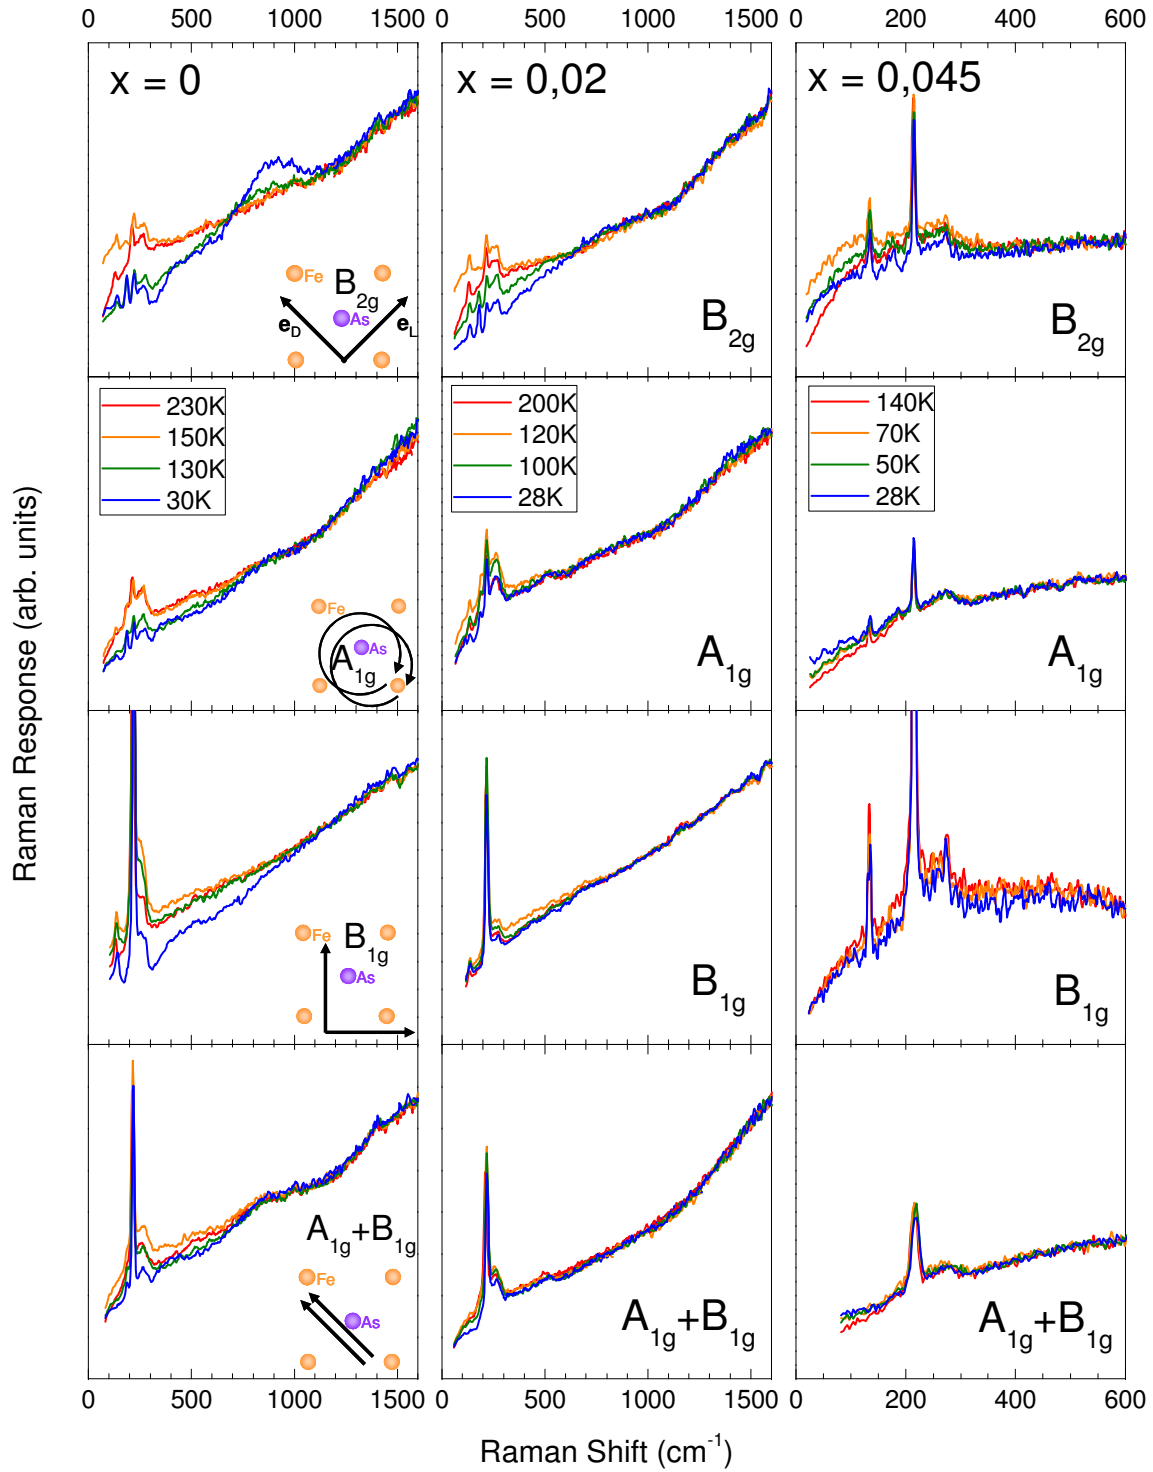 0 500 1000 1500 0 500 1000 1500 0 200 400 600
x = 0
x = 0,02
x = 0,045
Fe
B2g
As
eD
eL
B2g
B2g
230K
150K
130K
30K
200K
120K
100K
28K
140K
70K
50K
28K
Fe
As
A1g
A1g
A1g
Fe
B1g
As
B1g
B1g
A1g+B1g
Fe
As
A1g+B1g
A1g+B1g
0 500 1000 1500 0 500 1000 1500 0 200 400 600
Raman Response (arb. units)
Raman Shift (cm-1)